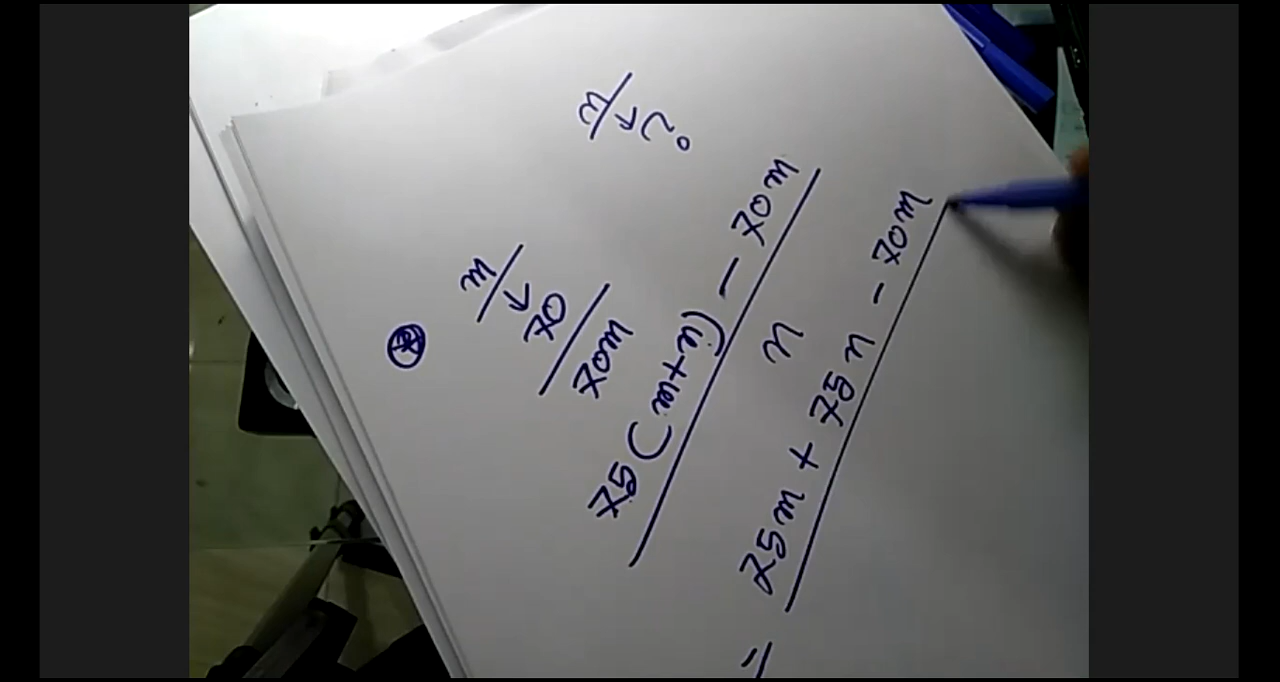 m n
↓ ↓
70 ?
70m
75(m+n) - 70m
n
= 75m + 75n - 70m